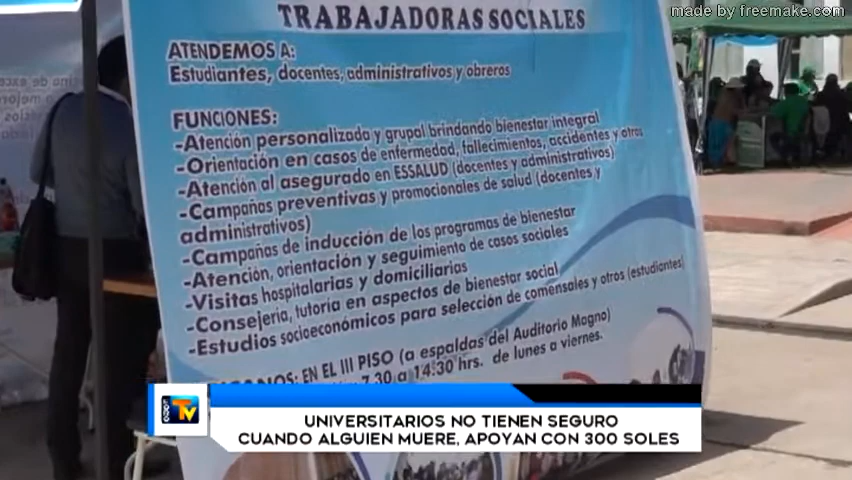 made by freemake.com
TRABAJADORAS SOCIALES
ATENDEMOS A:
Estudiantes, docentes, administrativos y obreros
FUNCIONES:
-Atención personalizada y grupal brindando bienestar integral
-Orientación en casos de enfermedad, fallecimientos, accidentes y otros
-Atención al asegurado en ESSALUD (docentes y administrativos)
-Campañas preventivas y promocionales de salud (docentes y
administrativos)
-Campañas de inducción de los programas de bienestar
-Atención, orientación y seguimiento de casos sociales
-Visitas hospitalarias y domiciliarias
-Consejería, tutoría en aspectos de bienestar social
-Estudios socioeconómicos para selección de comensales y otros (estudiantes)
EN EL III PISO (a espaldas del Auditorio Magno)
7.30 a 14.30 hrs. de lunes a viernes.
TV
UNIVERSITARIOS NO TIENEN SEGURO
CUANDO ALGUIEN MUERE, APOYAN CON 300 SOLES